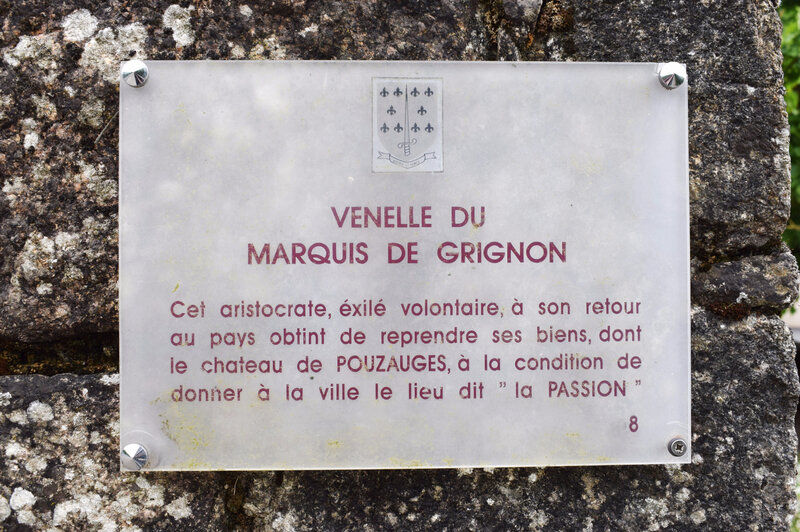 VENELLE DU
MARQUIS DE GRIGNON
Cet aristocrate, éxilé volontaire, à son retour
au pays obtint de reprendre ses biens, dont
le chateau de POUZAUGES, à la condition de
donner à la ville le lieu dit " la PASSION "
8